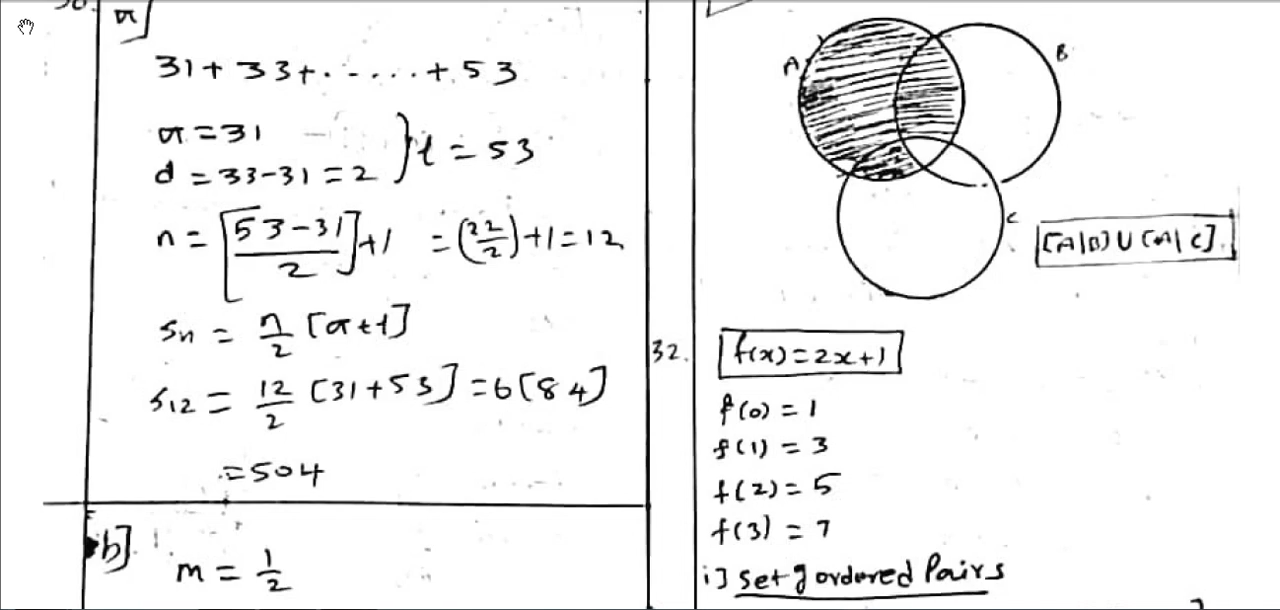 a]
31 + 33 + ...... + 53
a = 31
d = 33-31 = 2 } l = 53
n = [53-31/2] + 1 = (22/2) + 1 = 12
Sn = n/2 [a+l]
S12 = 12/2 [31+53] = 6[84]
= 504
b]
m = 1/2
A
B
C
[A|B) ∪ (A|C].
32.
f(x) = 2x+1
f(0) = 1
f(1) = 3
f(2) = 5
f(3) = 7
i] Set of ordered Pairs